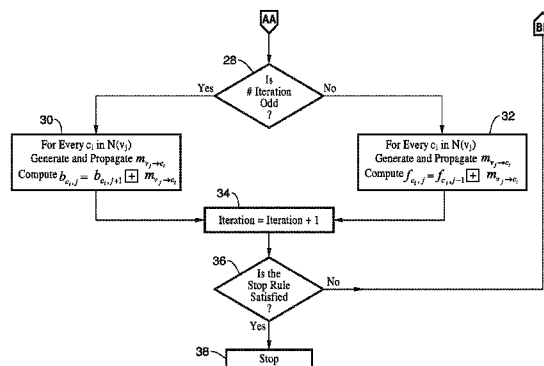 AA
28
Is
# Iteration
Odd
?
Yes
No
30
For Every c_i in N(v_j)
Generate and Propagate m_{v_j→c_i}
Compute b_{c_i,j} = b_{c_i,j+1} ⊞ m_{v_j→c_i}
32
For Every c_i in N(v_j)
Generate and Propagate m_{v_j→c_i}
Compute f_{c_i,j} = f_{c_i,j-1} ⊞ m_{v_j→c_i}
34
Iteration = Iteration + 1
36
Is the
Stop Rule
Satisfied
?
No
Yes
38
Stop